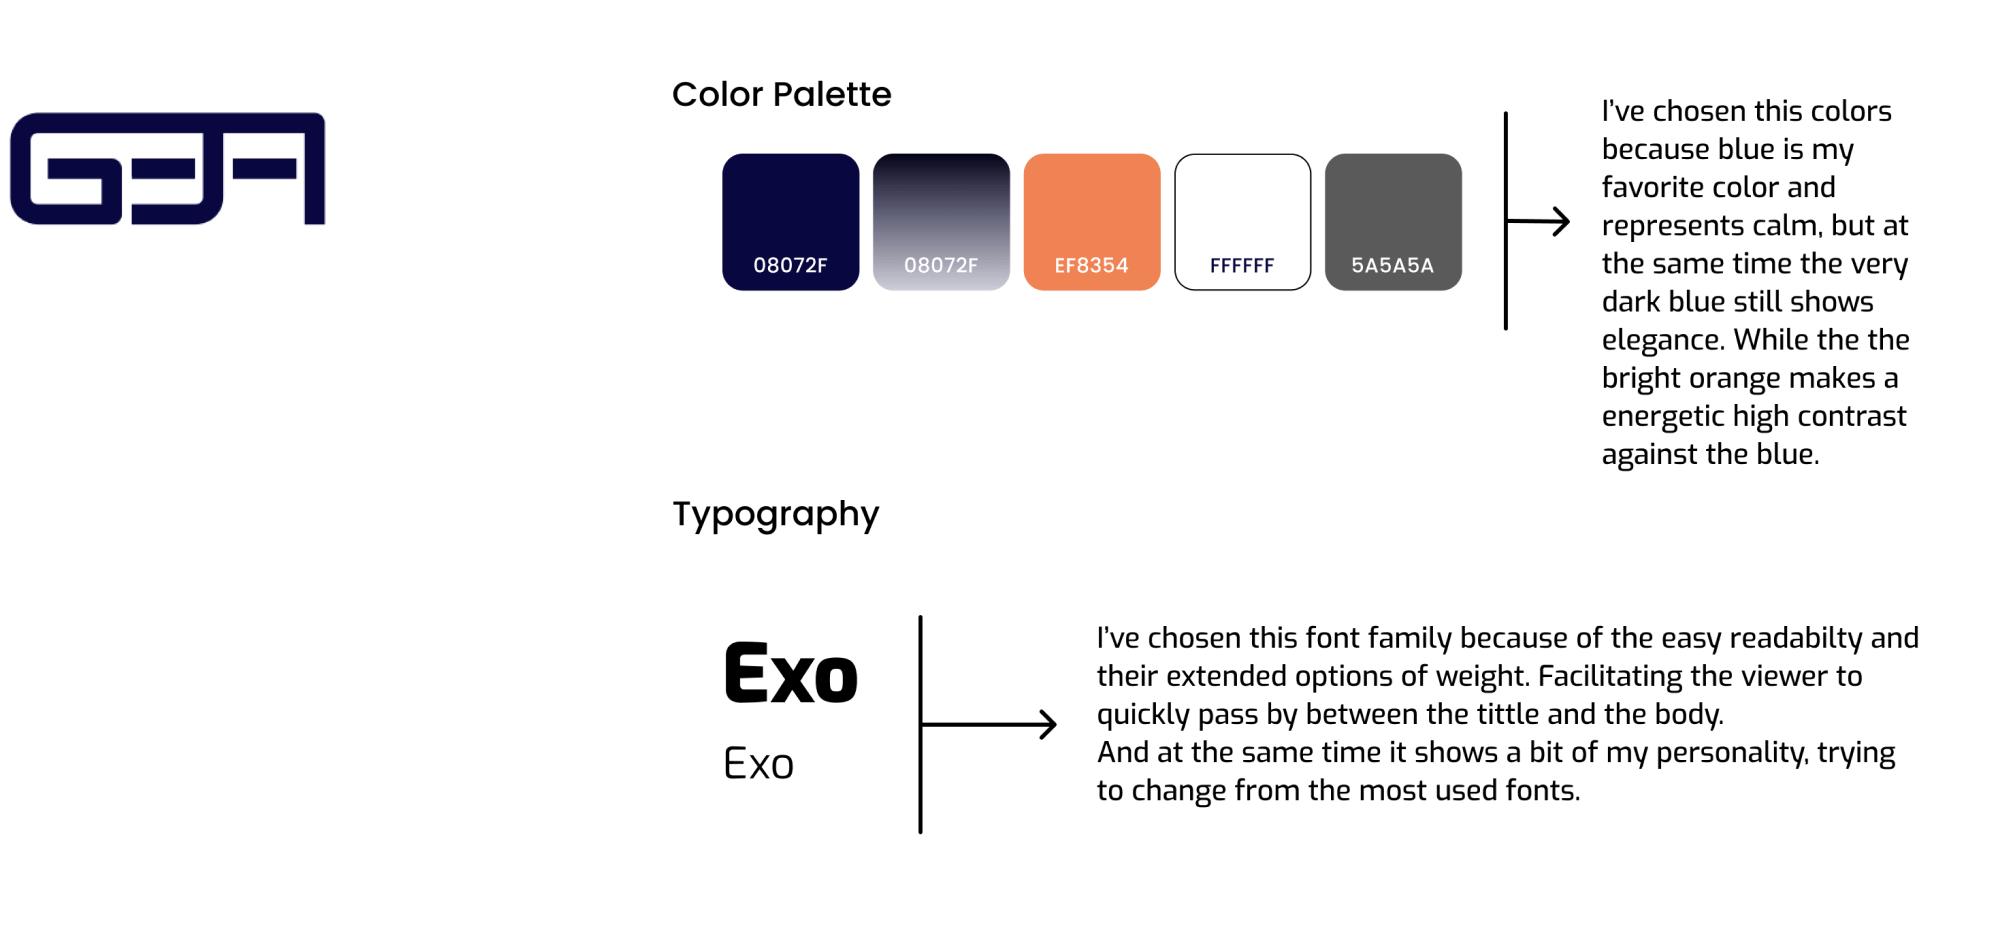 Color Palette
08072F
08072F
EF8354
FFFFFF
5A5A5A
I've chosen this colors
because blue is my
favorite color and
represents calm, but at
the same time the very
dark blue still shows
elegance. While the the
bright orange makes a
energetic high contrast
against the blue.
Typography
Exo
Exo
I've chosen this font family because of the easy readabilty and
their extended options of weight. Facilitating the viewer to
quickly pass by between the tittle and the body.
And at the same time it shows a bit of my personality, trying
to change from the most used fonts.